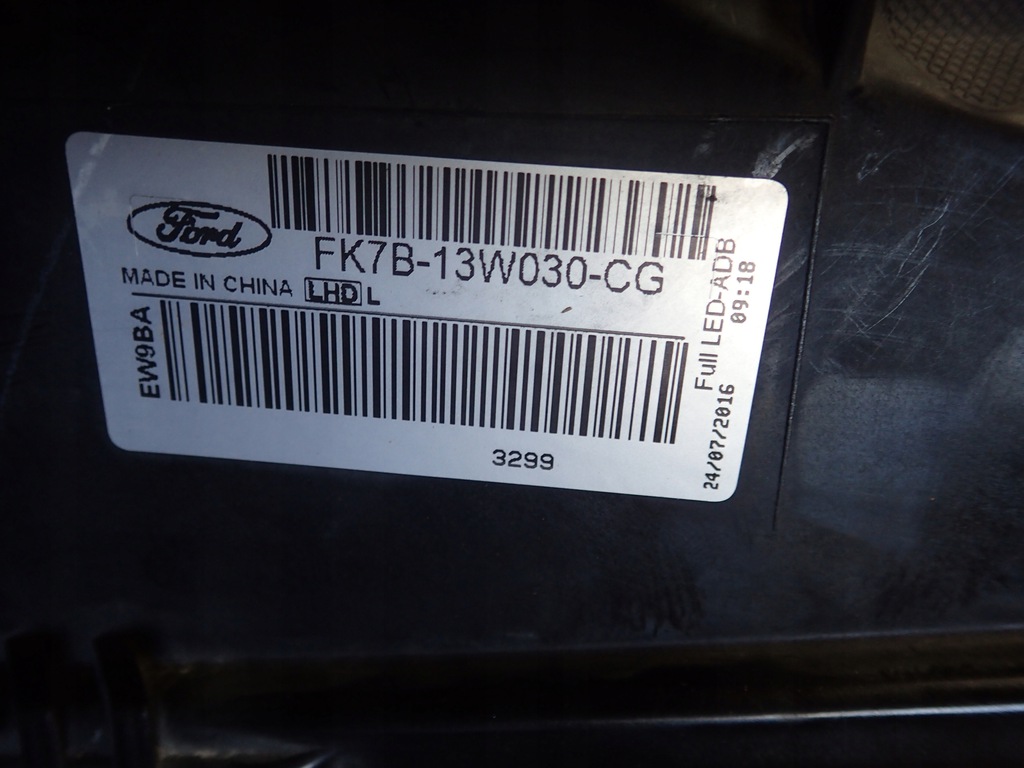 Ford
FK7B-13W030-CG
MADE IN CHINA LHD L
EW9BA
3299
Full LED-ADB
24/07/2016 09:18